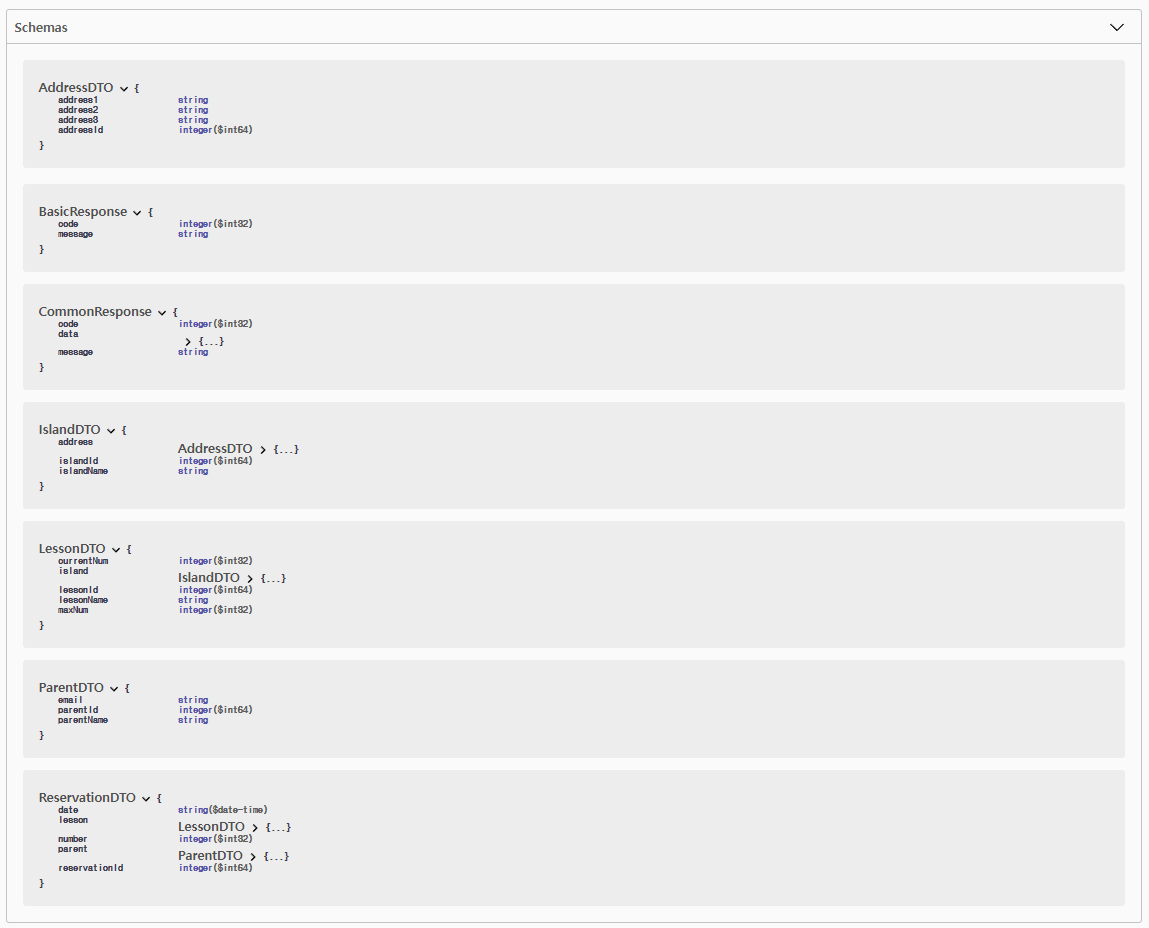 Schemas
AddressDTO {
address1 string
address2 string
address3 string
addressId integer($int64)
}
BasicResponse {
code integer($int32)
message string
}
CommonResponse {
code integer($int32)
data
{...}
message string
}
IslandDTO {
address
AddressDTO {...}
islandId integer($int64)
islandName string
}
LessonDTO {
currentNum integer($int32)
island
IslandDTO {...}
lessonId integer($int64)
lessonName string
maxNum integer($int32)
}
ParentDTO {
email string
parentId integer($int64)
parentName string
}
ReservationDTO {
date string($date-time)
lesson
LessonDTO {...}
number integer($int32)
parent
ParentDTO {...}
reservationId integer($int64)
}